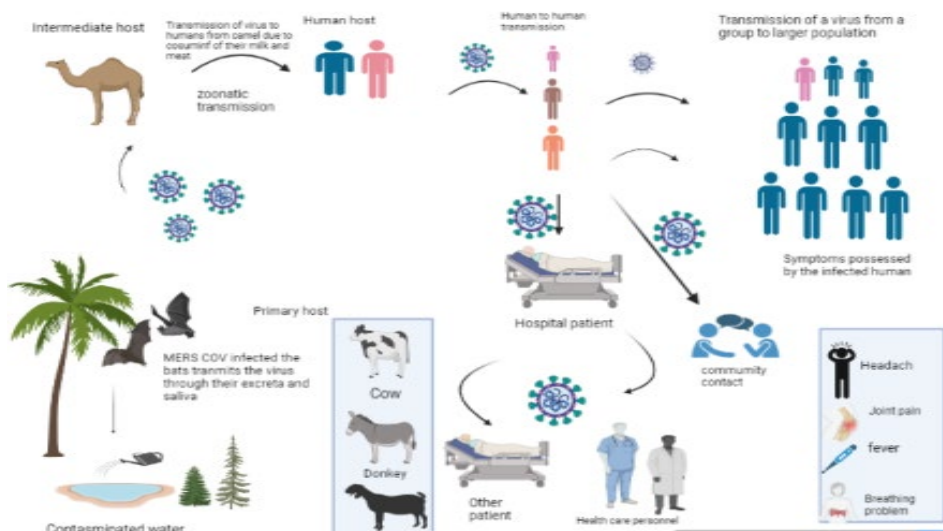 Intermediate host
Transmission of virus to
humans from camel due to
cosuminf of their milk and
meat
zoonatic
transmission
Human host
Human to human
transmission
Transmission of a virus from a
group to larger population
Symptoms possessed
by the infected human
Primary host
MERS COV infected the
bats tranmits the virus
through their excreta and
saliva
Contaminated water
Cow
Donkey
Hospital patient
Other
patient
Health care personnel
commumity
contact
Headach
Joint pain
fever
Breathing
problem